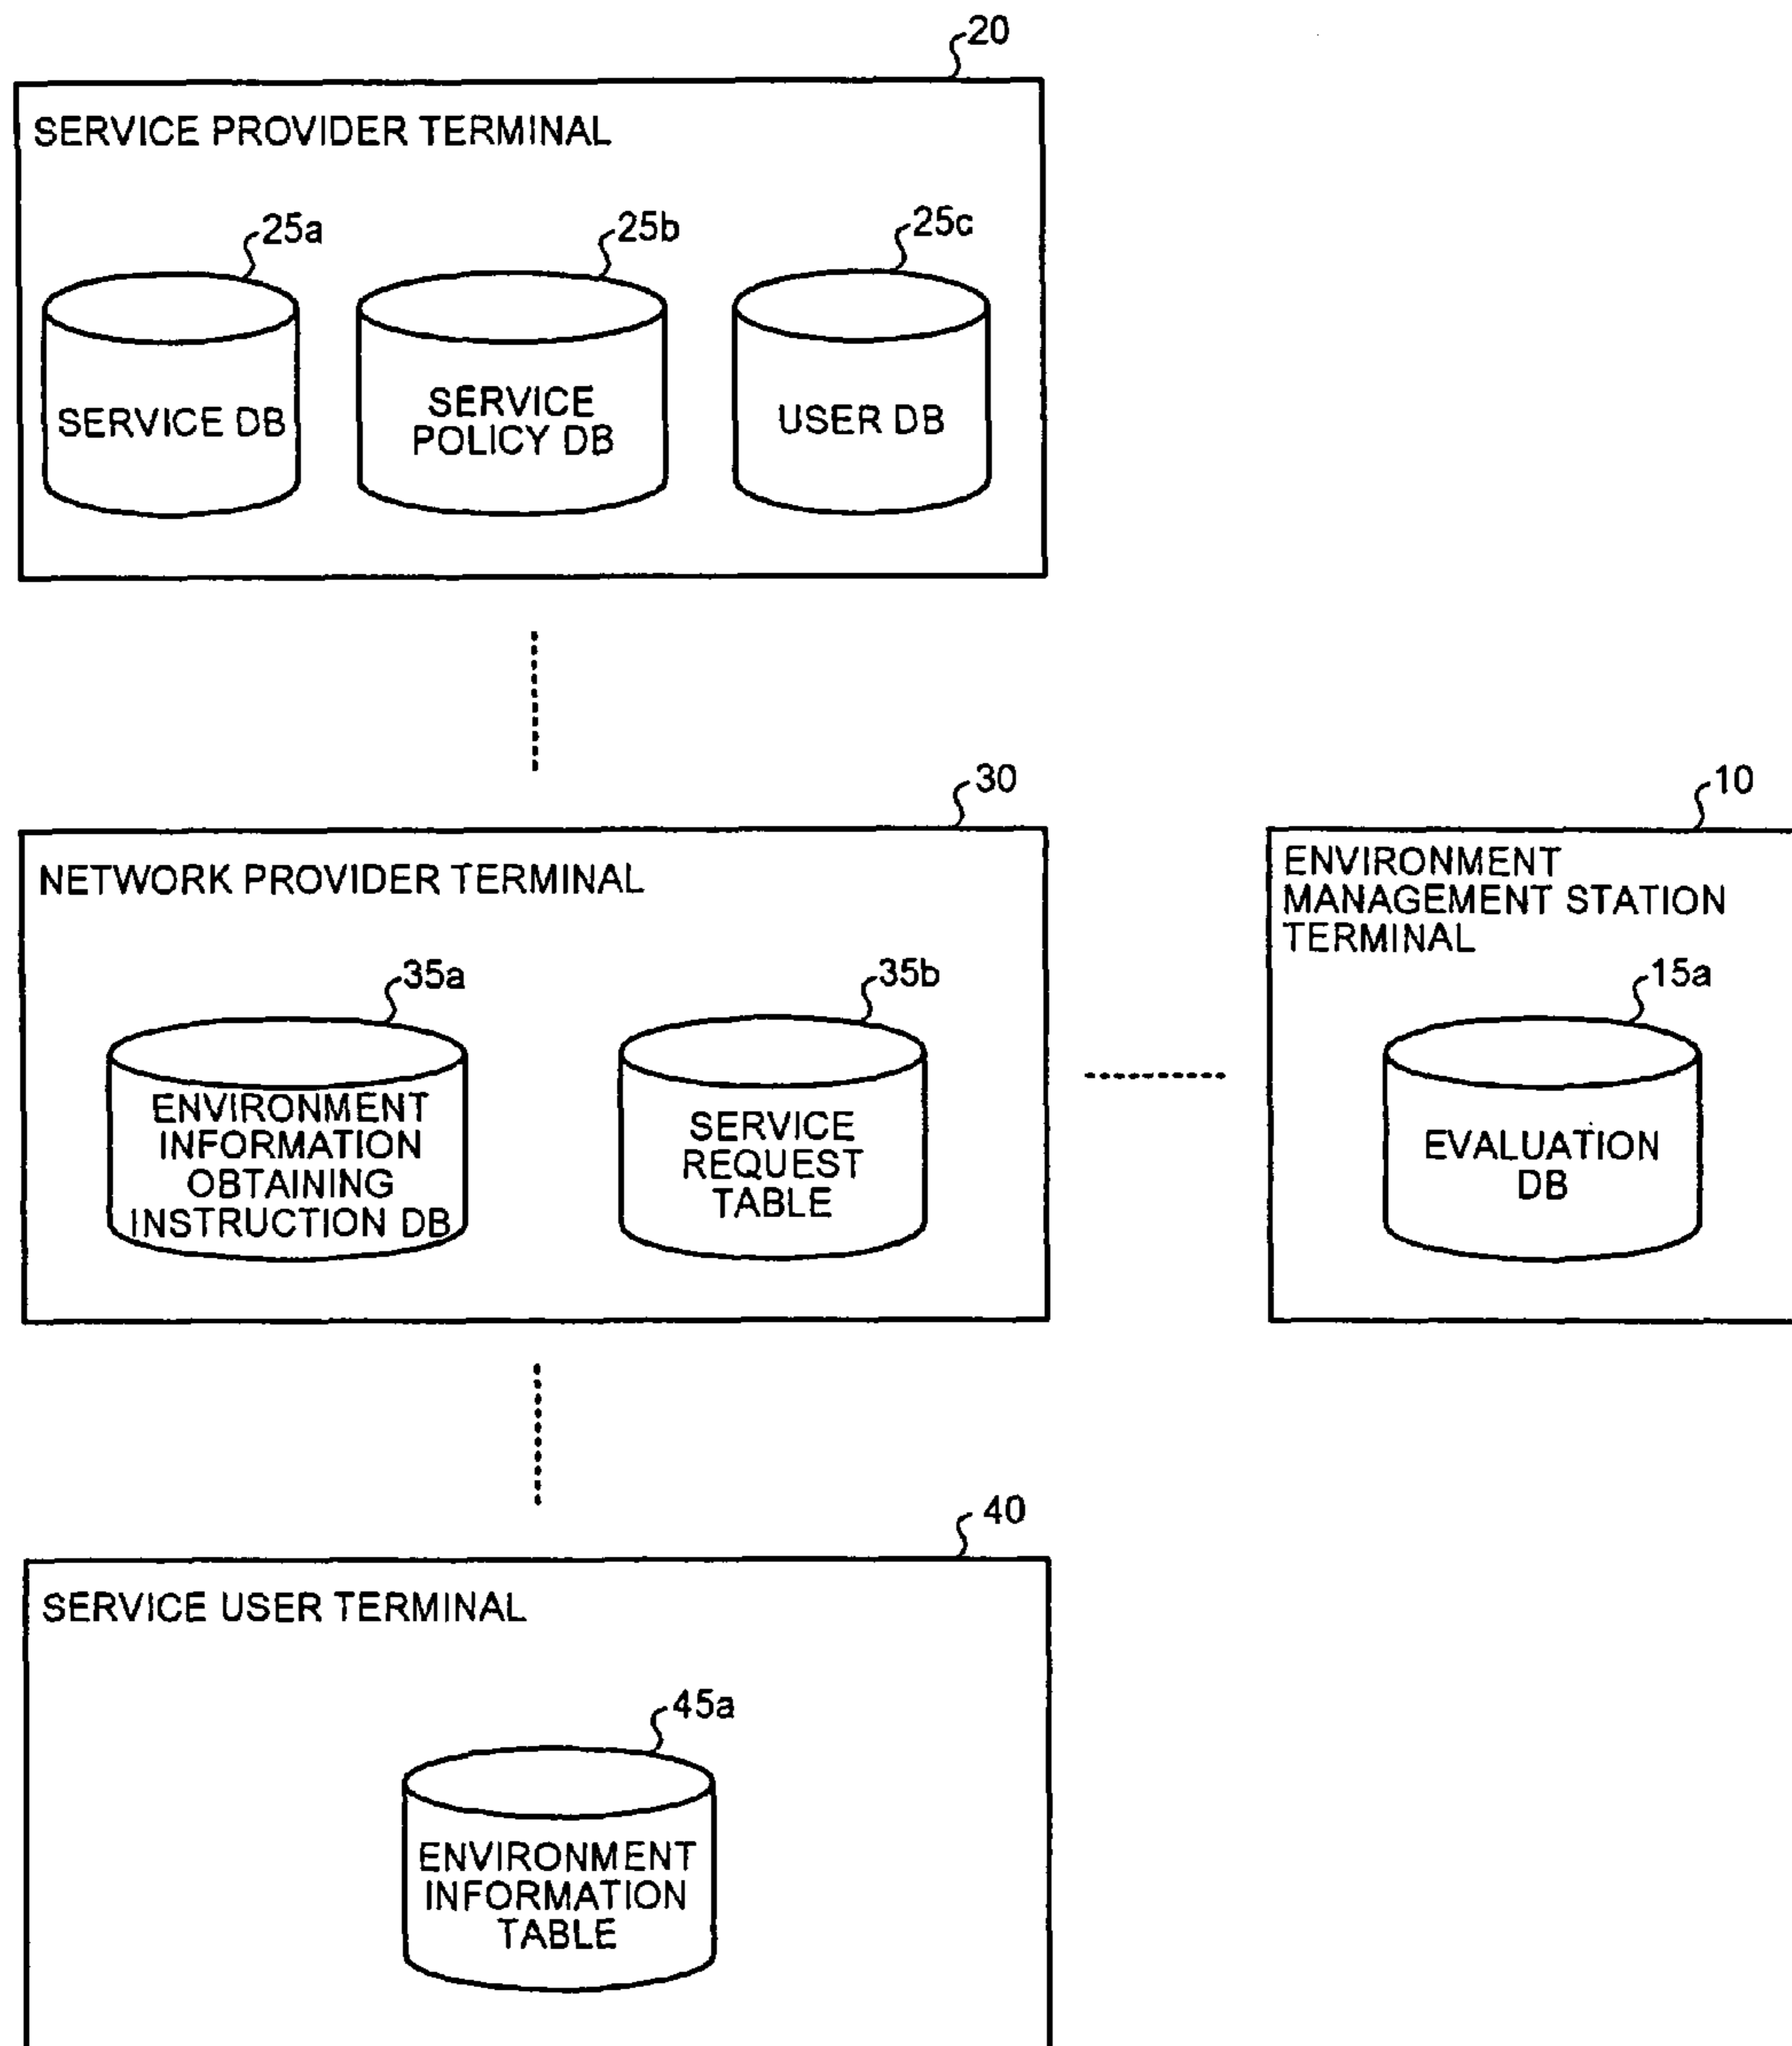 20
SERVICE PROVIDER TERMINAL
25a
25b
25c
SERVICE DB
SERVICE
POLICY DB
USER DB
30
NETWORK PROVIDER TERMINAL
35a
35b
ENVIRONMENT
INFORMATION
OBTAINING
INSTRUCTION DB
SERVICE
REQUEST
TABLE
10
ENVIRONMENT
MANAGEMENT STATION
TERMINAL
15a
EVALUATION
DB
40
SERVICE USER TERMINAL
45a
ENVIRONMENT
INFORMATION
TABLE